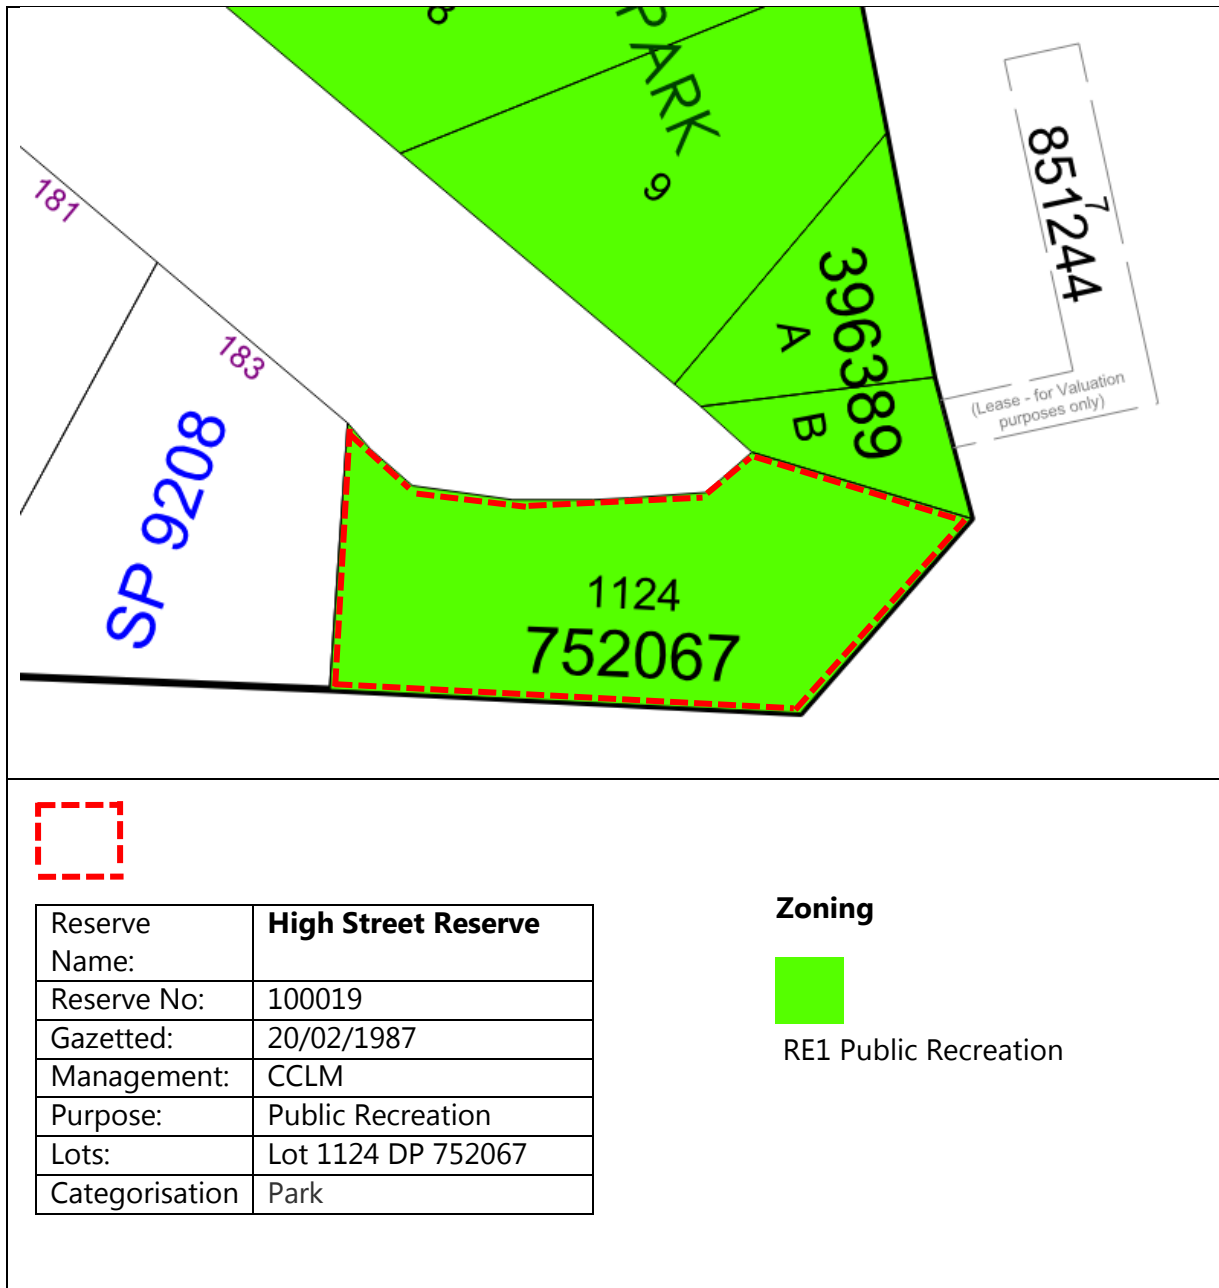 8
PARK
9
181
7
851244
396389
A
183
(Lease - for Valuation
purposes only)
B
SP 9208
1124
752067
Reserve Name: High Street Reserve
Reserve No: 100019
Gazetted: 20/02/1987
Management: CCLM
Purpose: Public Recreation
Lots: Lot 1124 DP 752067
Categorisation Park
Zoning
RE1 Public Recreation